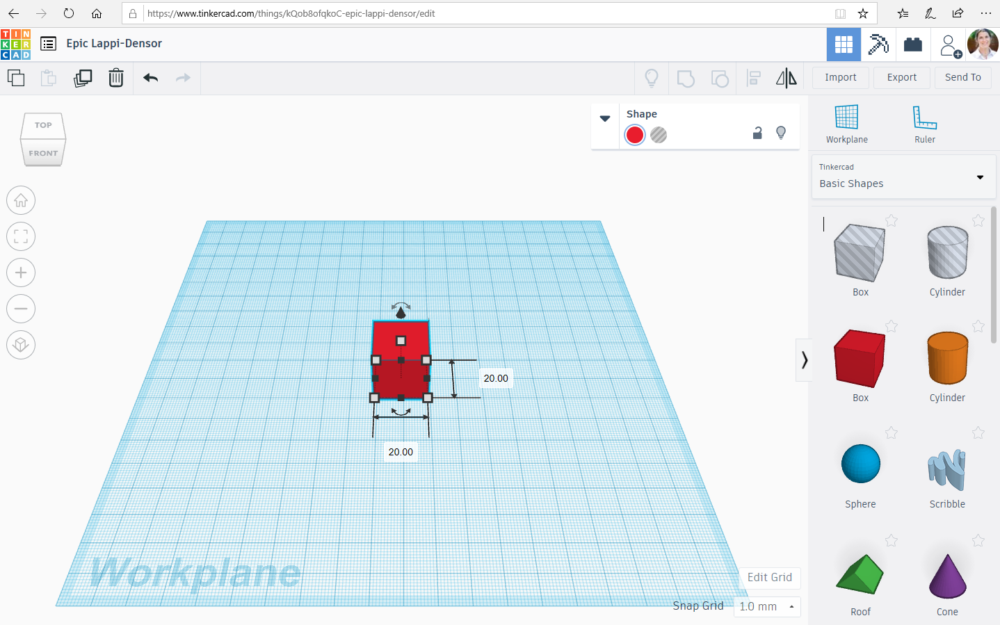 https://www.tinkercad.com/things/kQob8ofqkoC-epic-lappi-densor/edit
TIN
KER
CAD
Epic Lappi-Densor
Import
Export
Send To
TOP
FRONT
Shape
Workplane
Ruler
Tinkercad
Basic Shapes
Box
Cylinder
Box
Cylinder
20.00
20.00
Sphere
Scribble
Workplane
Edit Grid
Snap Grid
1.0 mm
Roof
Cone